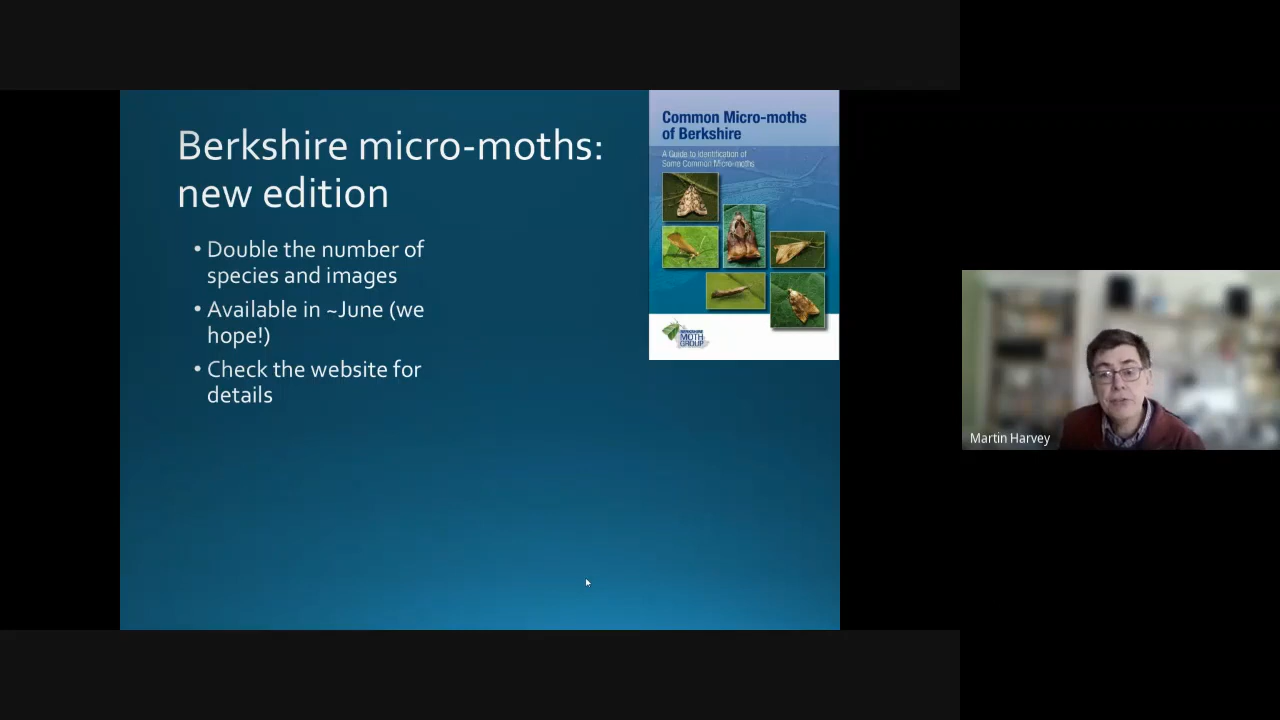 Berkshire micro-moths:
new edition
• Double the number of
species and images
• Available in ~June (we
hope!)
• Check the website for
details
Common Micro-moths
of Berkshire
A Guide to Identification of
Some Common Micro-moths
BERKSHIRE
MOTH
GROUP
Martin Harvey